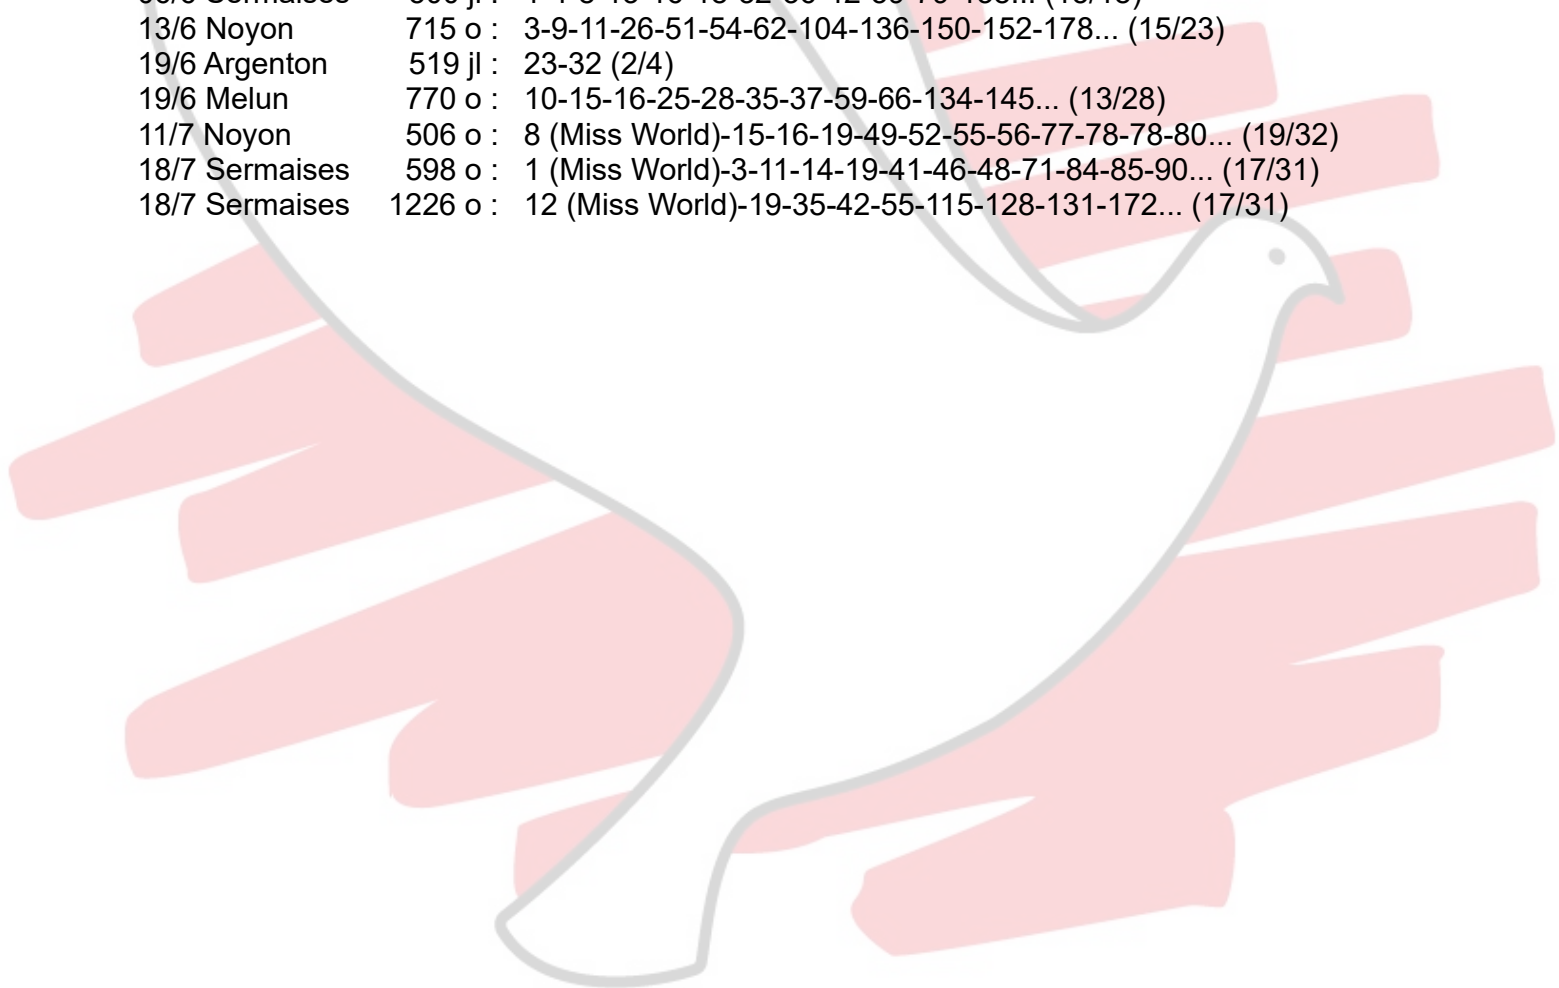 13/6 Noyon 715 o : 3-9-11-26-51-54-62-104-136-150-152-178... (15/23)
19/6 Argenton 519 jl : 23-32 (2/4)
19/6 Melun 770 o : 10-15-16-25-28-35-37-59-66-134-145... (13/28)
11/7 Noyon 506 o : 8 (Miss World)-15-16-19-49-52-55-56-77-78-78-80... (19/32)
18/7 Sermaises 598 o : 1 (Miss World)-3-11-14-19-41-46-48-71-84-85-90... (17/31)
18/7 Sermaises 1226 o : 12 (Miss World)-19-35-42-55-115-128-131-172... (17/31)